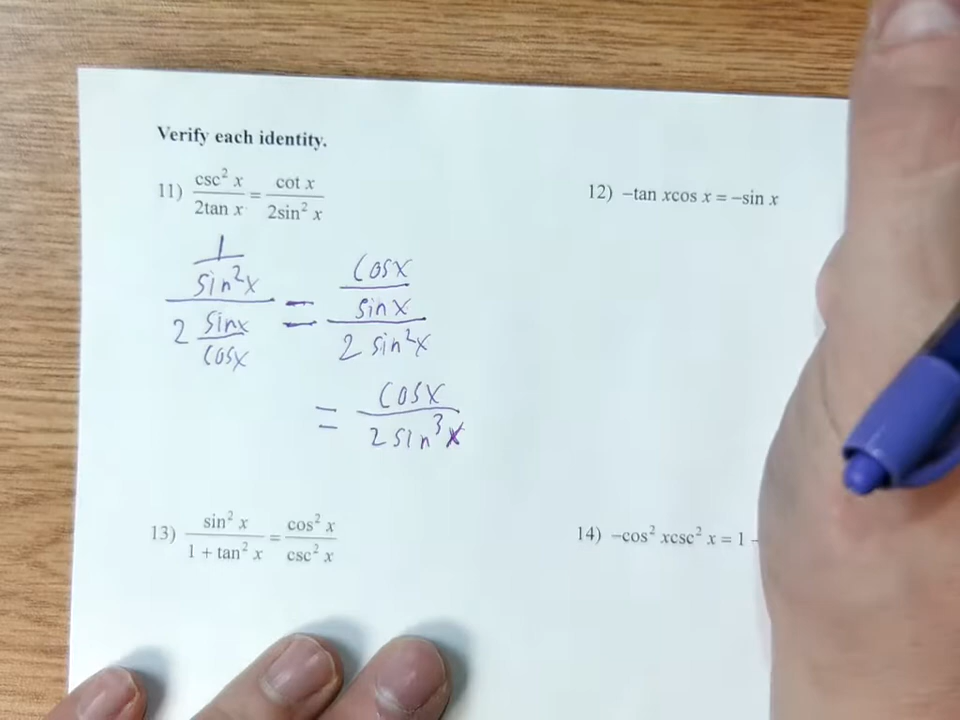 Verify each identity.
11) csc² x / 2tan x = cot x / 2sin² x
12) −tan xcos x = −sin x
1 / sin²x / 2 sinx / cosx = cosx / sinx / 2 sin²x
= cosx / 2 sin³x
13) sin² x / 1 + tan² x = cos² x / csc² x
14) −cos² xcsc² x = 1 -